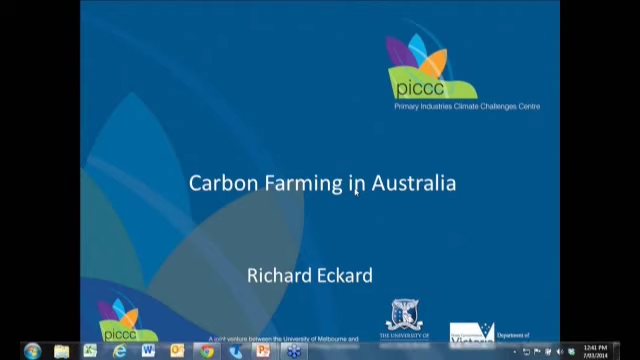 piccc
Primary Industries Climate Challenges Centre
Carbon Farming in Australia
Richard Eckard
piccc
A joint venture between the University of Melbourne and
THE UNIVERSITY OF
Department of
12:41 PM
7/03/2014